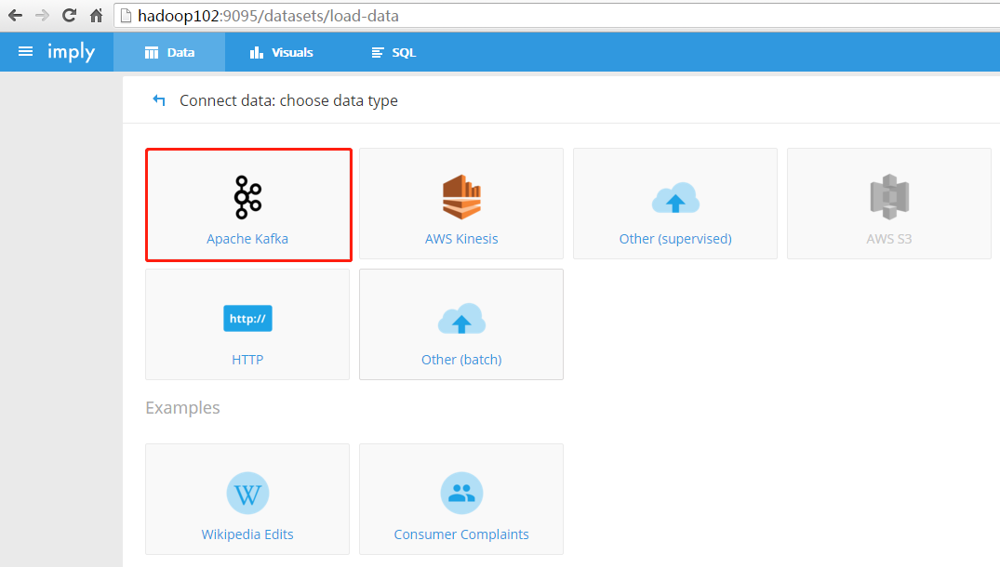 hadoop102:9095/datasets/load-data
imply Data Visuals SQL
Connect data: choose data type
Apache Kafka AWS Kinesis Other (supervised) AWS S3
http://
HTTP Other (batch)
Examples
W
Wikipedia Edits Consumer Complaints